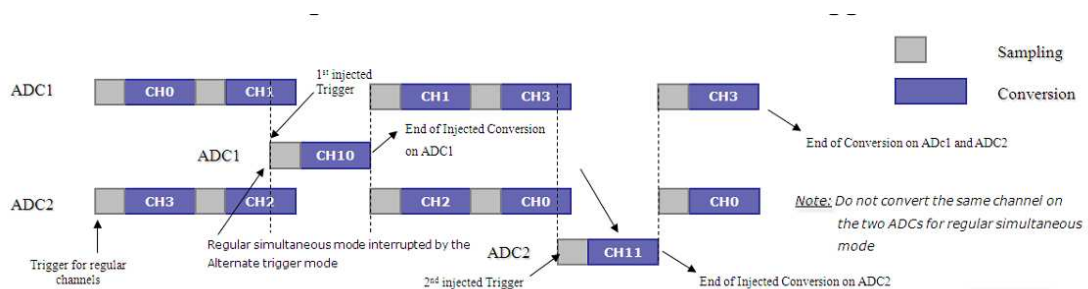 Sampling
Conversion
ADC1
CH0
CH1
1st injected
Trigger
CH1
CH3
CH3
End of Injected Conversion
on ADC1
End of Conversion on ADc1 and ADC2
ADC1
CH10
ADC2
CH3
CH2
CH2
CH0
CH0
Note: Do not convert the same channel on
the two ADCs for regular simultaneous
mode
Trigger for regular
channels
Regular simultaneous mode interrupted by the
Alternate trigger mode
ADC2
CH11
2nd injected Trigger
End of Injected Conversion on ADC2